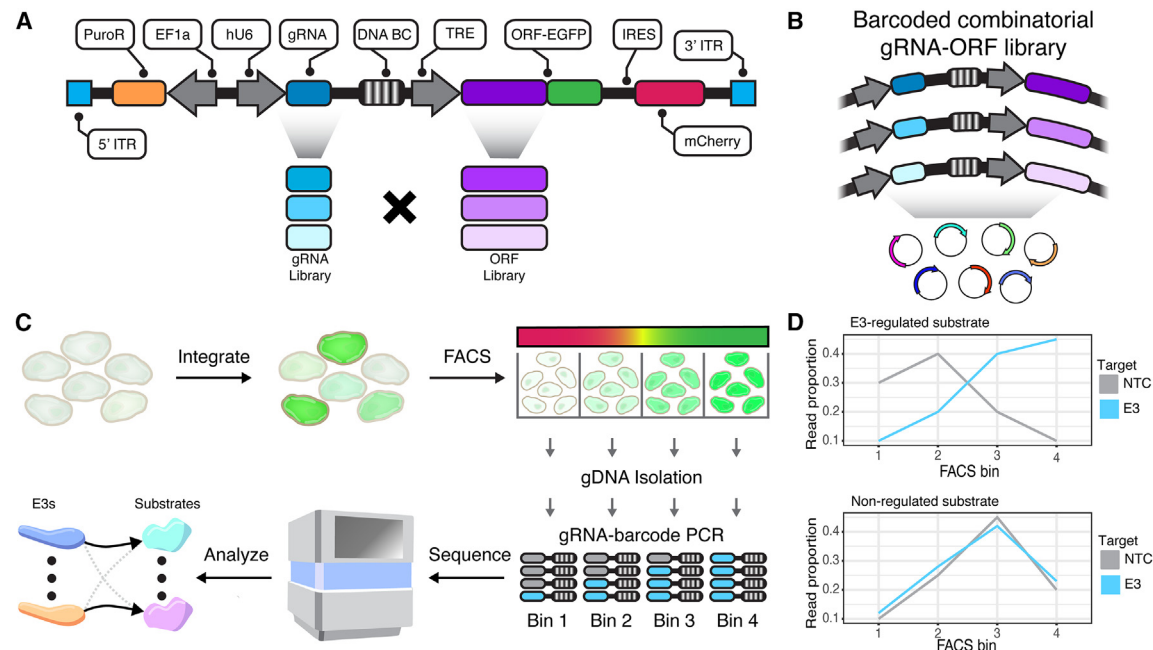 A
PuroR
EF1a
hU6
gRNA
DNA BC
TRE
ORF-EGFP
IRES
3’ ITR
5’ ITR
mCherry
gRNA
Library
ORF
Library
B
Barcoded combinatorial
gRNA-ORF library
C
Integrate
FACS
gDNA Isolation
gRNA-barcode PCR
Bin 1
Bin 2
Bin 3
Bin 4
Sequence
Analyze
E3s
Substrates
D
E3-regulated substrate
Read proportion
0.4
0.3
0.2
0.1
1
2
3
4
FACS bin
Target
NTC
E3
Non-regulated substrate
Read proportion
0.4
0.3
0.2
0.1
1
2
3
4
FACS bin
Target
NTC
E3